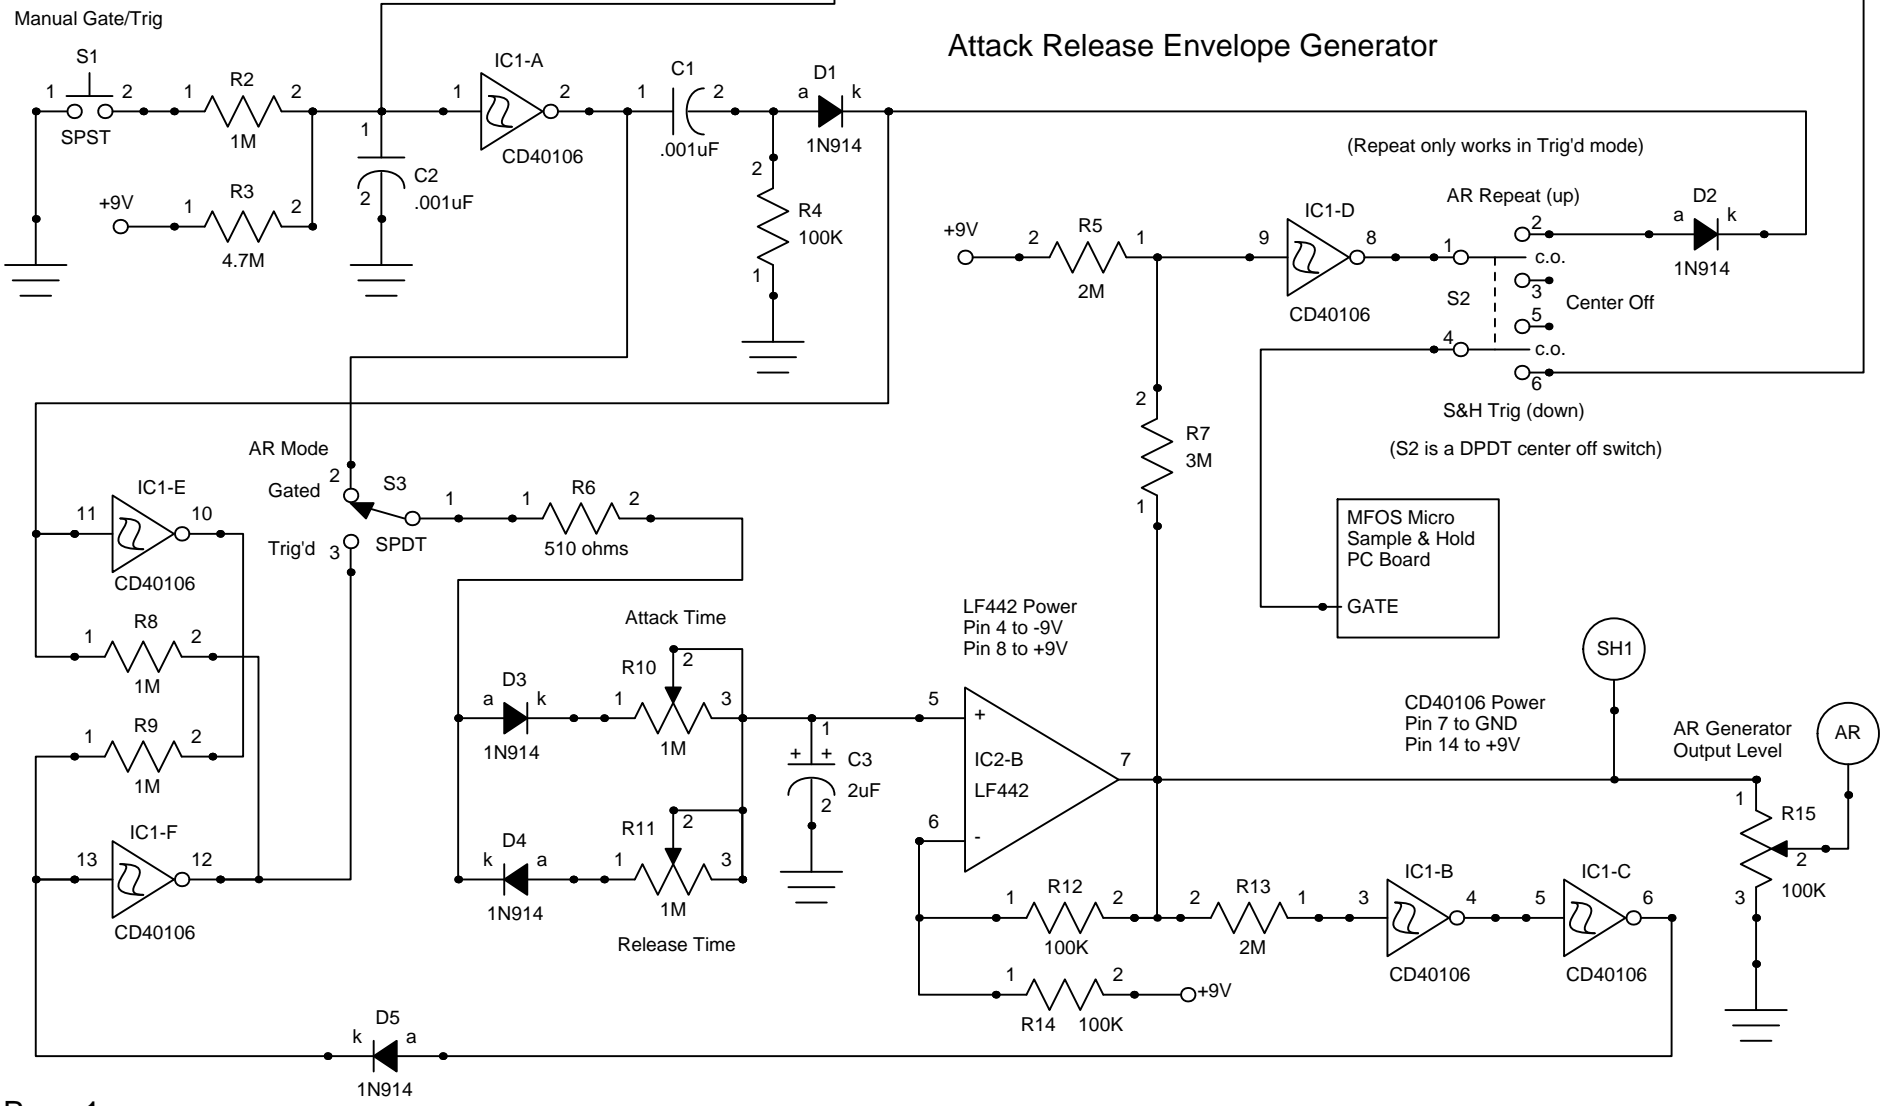 Manual Gate/Trig
Attack Release Envelope Generator
S1
1 2
SPST
R2
1 2
1M
+9V
R3
1 2
4.7M
1
C2
2
.001uF
IC1-A
1 2
CD40106
C1
1 2
.001uF
D1
a k
1N914
2
R4
100K
1
(Repeat only works in Trig'd mode)
AR Repeat (up)
+9V
R5
2 1
2M
IC1-D
9 8
CD40106
2
1
c.o.
S2
3
Center Off
5
4
c.o.
6
S&H Trig (down)
(S2 is a DPDT center off switch)
D2
a k
1N914
2
R7
3M
1
MFOS Micro
Sample & Hold
PC Board
GATE
AR Mode
2
Gated
S3
1
Trig'd
3
SPDT
R6
1 2
510 ohms
IC1-E
11 10
CD40106
R8
1 2
1M
R9
1 2
1M
IC1-F
13 12
CD40106
Attack Time
D3
a k
1N914
R10
2
1 3
1M
D4
k a
1N914
R11
2
1 3
1M
Release Time
1
+ +
C3
2uF
2
LF442 Power
Pin 4 to -9V
Pin 8 to +9V
5
+
IC2-B
LF442
7
6
-
R12
1 2
100K
1 2
+9V
R14 100K
R13
2 1
2M
IC1-B
3 4
CD40106
IC1-C
5 6
CD40106
SH1
CD40106 Power
Pin 7 to GND
Pin 14 to +9V
AR Generator
Output Level
AR
1
R15
2
100K
3
D5
k a
1N914